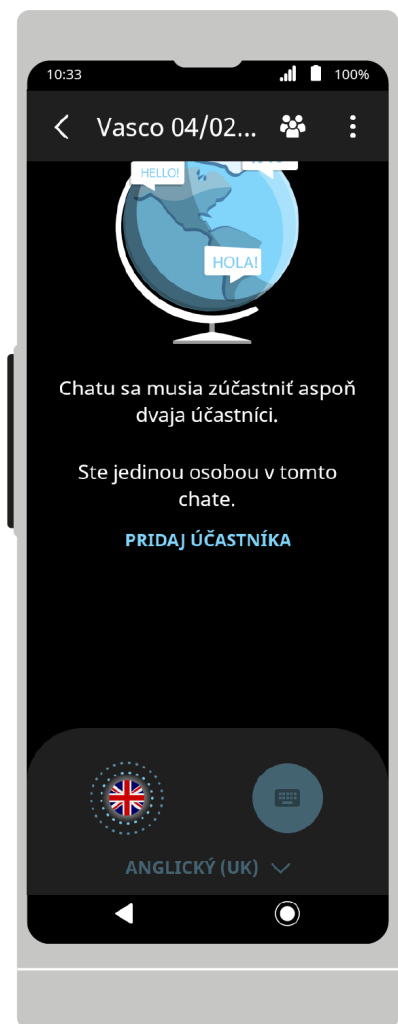 10:33
100%
Vasco 04/02...
HELLO!
HOLA!
Chatu sa musia zúčastniť aspoň
dvaja účastníci.
Ste jedinou osobou v tomto
chate.
PRIDAJ ÚČASTNÍKA
ANGLICKÝ (UK)